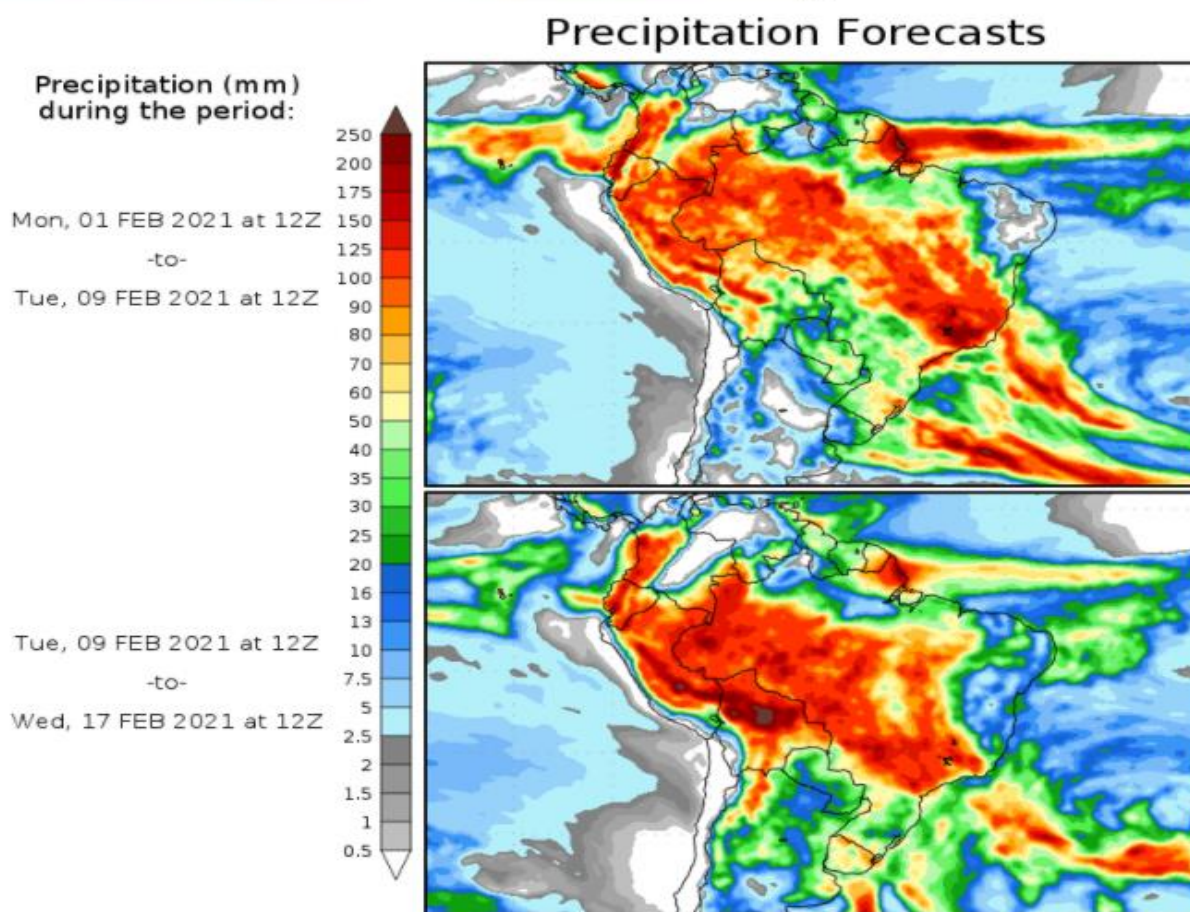 Precipitation Forecasts
Precipitation (mm)
during the period:
250
200
175
150
125
100
90
80
70
60
50
40
35
30
25
20
16
13
10
7.5
5
2.5
2
1.5
1
0.5
Mon, 01 FEB 2021 at 12Z
-to-
Tue, 09 FEB 2021 at 12Z
Tue, 09 FEB 2021 at 12Z
-to-
Wed, 17 FEB 2021 at 12Z